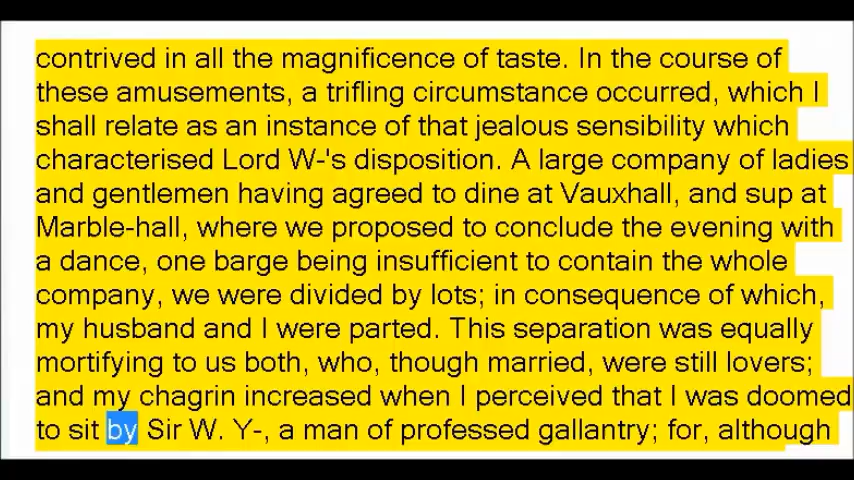 contrived in all the magnificence of taste. In the course of
these amusements, a trifling circumstance occurred, which I
shall relate as an instance of that jealous sensibility which
characterised Lord W-'s disposition. A large company of ladies
and gentlemen having agreed to dine at Vauxhall, and sup at
Marble-hall, where we proposed to conclude the evening with
a dance, one barge being insufficient to contain the whole
company, we were divided by lots; in consequence of which,
my husband and I were parted. This separation was equally
mortifying to us both, who, though married, were still lovers;
and my chagrin increased when I perceived that I was doomed
to sit by Sir W. Y-, a man of professed gallantry; for, although